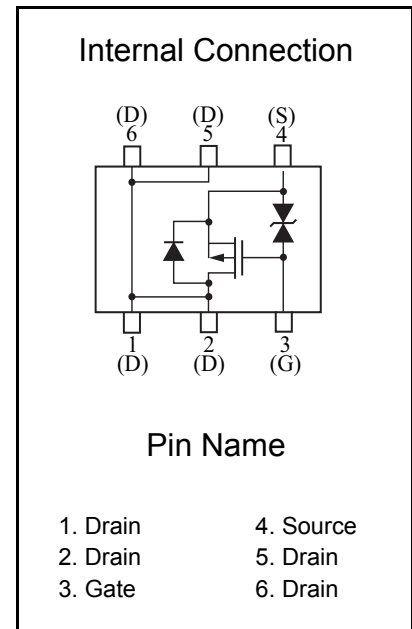 Internal Connection
(D) (D) (S)
6 5 4
1 2 3
(D) (D) (G)
Pin Name
1. Drain 4. Source
2. Drain 5. Drain
3. Gate 6. Drain